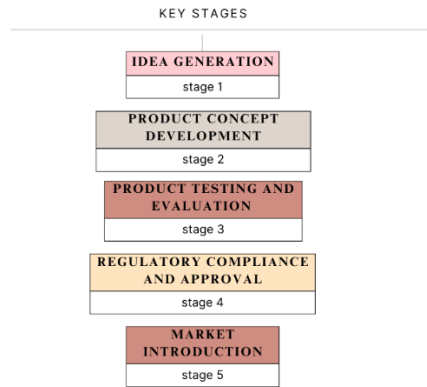 KEY STAGES
IDEA GENERATION
stage 1
PRODUCT CONCEPT
DEVELOPMENT
stage 2
PRODUCT TESTING AND
EVALUATION
stage 3
REGULATORY COMPLIANCE
AND APPROVAL
stage 4
MARKET
INTRODUCTION
stage 5